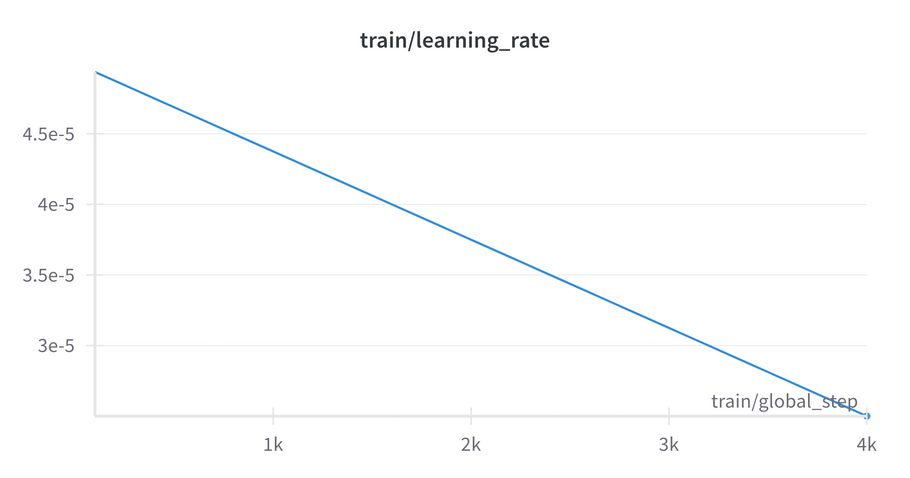 train/learning_rate
4.5e-5
4e-5
3.5e-5
3e-5
train/global_step
1k 2k 3k 4k